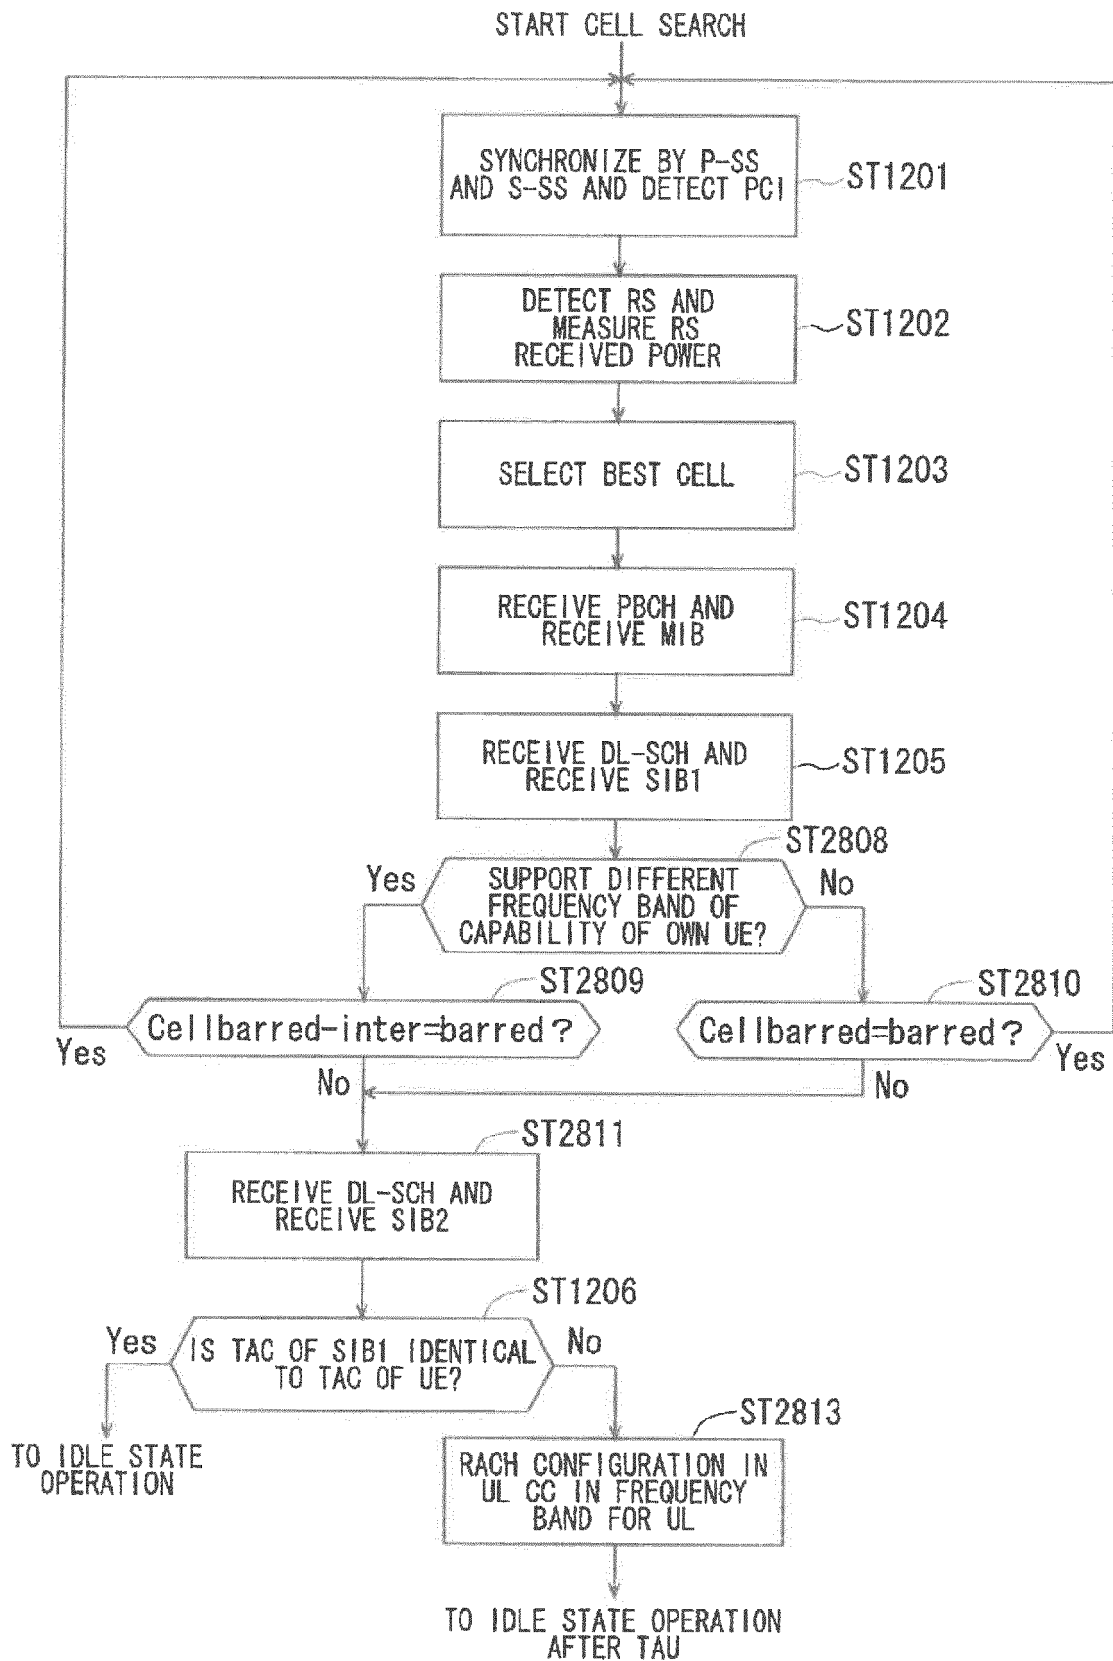 START CELL SEARCH
SYNCHRONIZE BY P-SS
AND S-SS AND DETECT PCI
ST1201
DETECT RS AND
MEASURE RS
RECEIVED POWER
ST1202
SELECT BEST CELL
ST1203
RECEIVE PBCH AND
RECEIVE MIB
ST1204
RECEIVE DL-SCH AND
RECEIVE SIB1
ST1205
ST2808
Yes
SUPPORT DIFFERENT
FREQUENCY BAND OF
CAPABILITY OF OWN UE?
No
ST2809
Cellbarred-inter=barred?
Yes
No
ST2810
Cellbarred=barred?
Yes
No
ST2811
RECEIVE DL-SCH AND
RECEIVE SIB2
ST1206
Yes
IS TAC OF SIB1 IDENTICAL
TO TAC OF UE?
No
TO IDLE STATE
OPERATION
ST2813
RACH CONFIGURATION IN
UL CC IN FREQUENCY
BAND FOR UL
TO IDLE STATE OPERATION
AFTER TAU